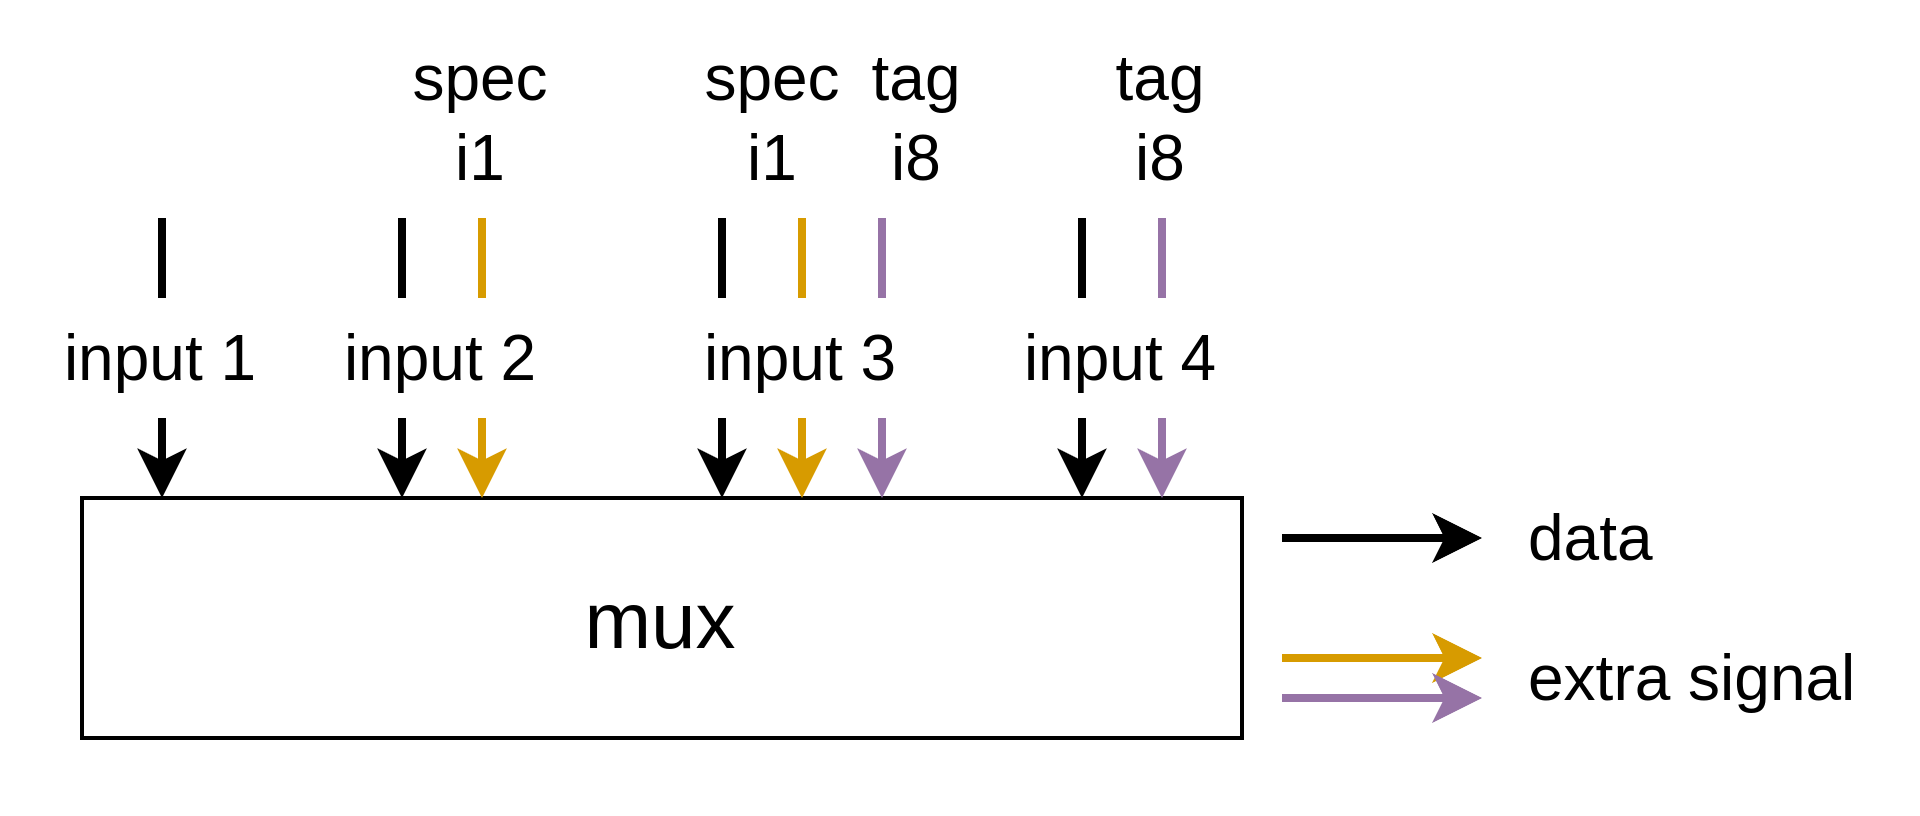 spec spec tag tag
i1 i1 i8 i8
input 1 input 2 input 3 input 4
data
mux
extra signal